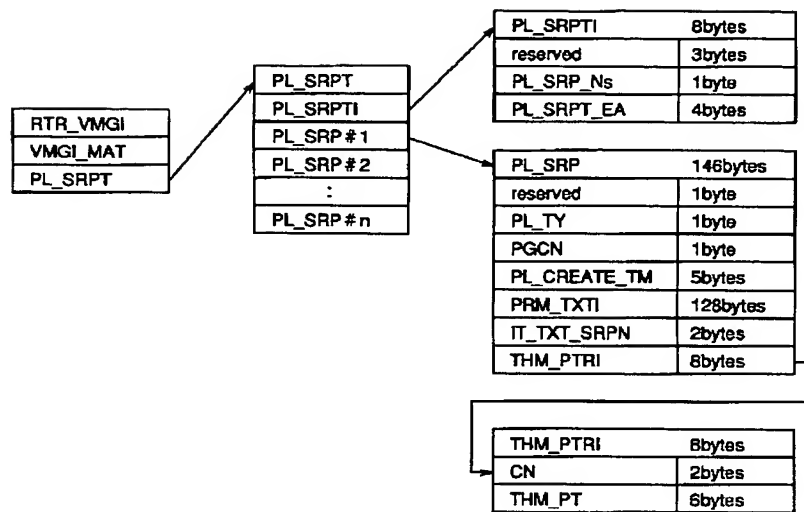 RTR_VMGI
VMGI_MAT
PL_SRPT
PL_SRPT
PL_SRPTI
PL_SRP#1
PL_SRP#2
:
PL_SRP#n
PL_SRPTI 8bytes
reserved 3bytes
PL_SRP_Ns 1byte
PL_SRPT_EA 4bytes
PL_SRP 146bytes
reserved 1byte
PL_TY 1byte
PGCN 1byte
PL_CREATE_TM 5bytes
PRM_TXTI 128bytes
IT_TXT_SRPN 2bytes
THM_PTRI 8bytes
THM_PTRI 8bytes
CN 2bytes
THM_PT 6bytes